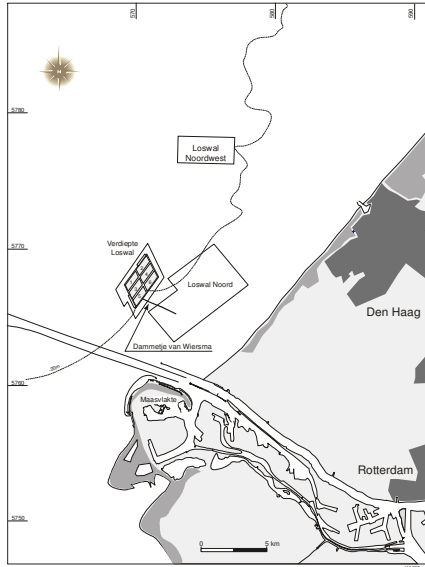 570
580
590
N
5780
Loswal
Noordwest
5770
Verdiepte
Loswal
Loswal Noord
Den Haag
Dammetje van Wiersma
-20m
5760
Maasvlakte
Rotterdam
5750
0 5 km